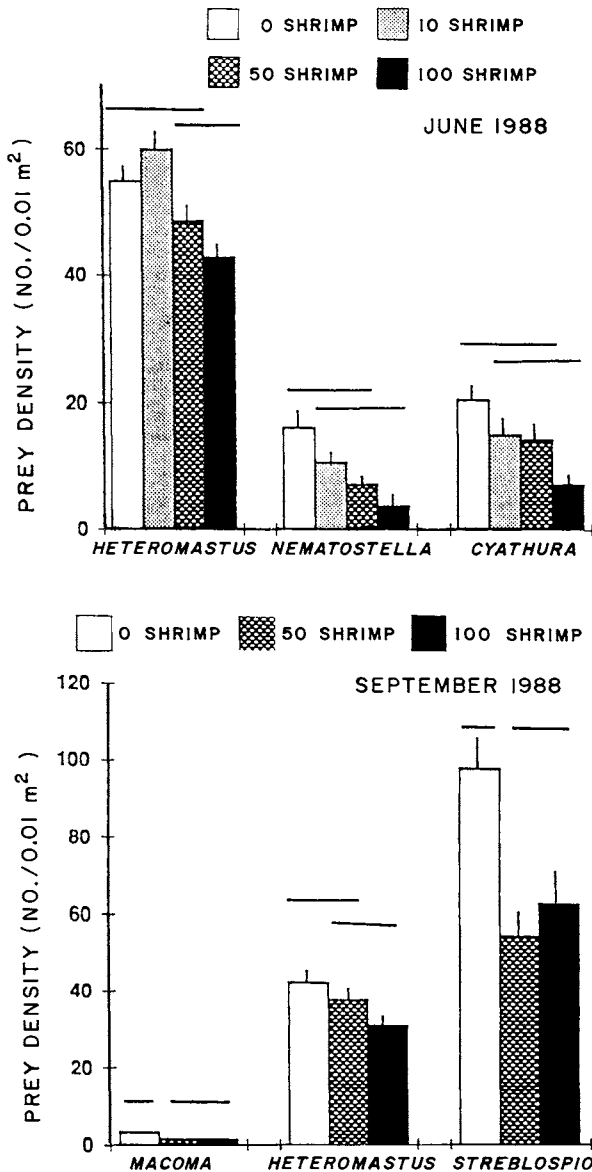 0 SHRIMP 10 SHRIMP
50 SHRIMP 100 SHRIMP
JUNE 1988
PREY DENSITY (NO./0.01 m²)
60
40
20
0
HETEROMASTUS NEMATOSTELLA CYATHURA
0 SHRIMP 50 SHRIMP 100 SHRIMP
SEPTEMBER 1988
PREY DENSITY (NO./0.01 m²)
120
100
80
60
40
20
0
MACOMA HETEROMASTUS STREBLOSPIO